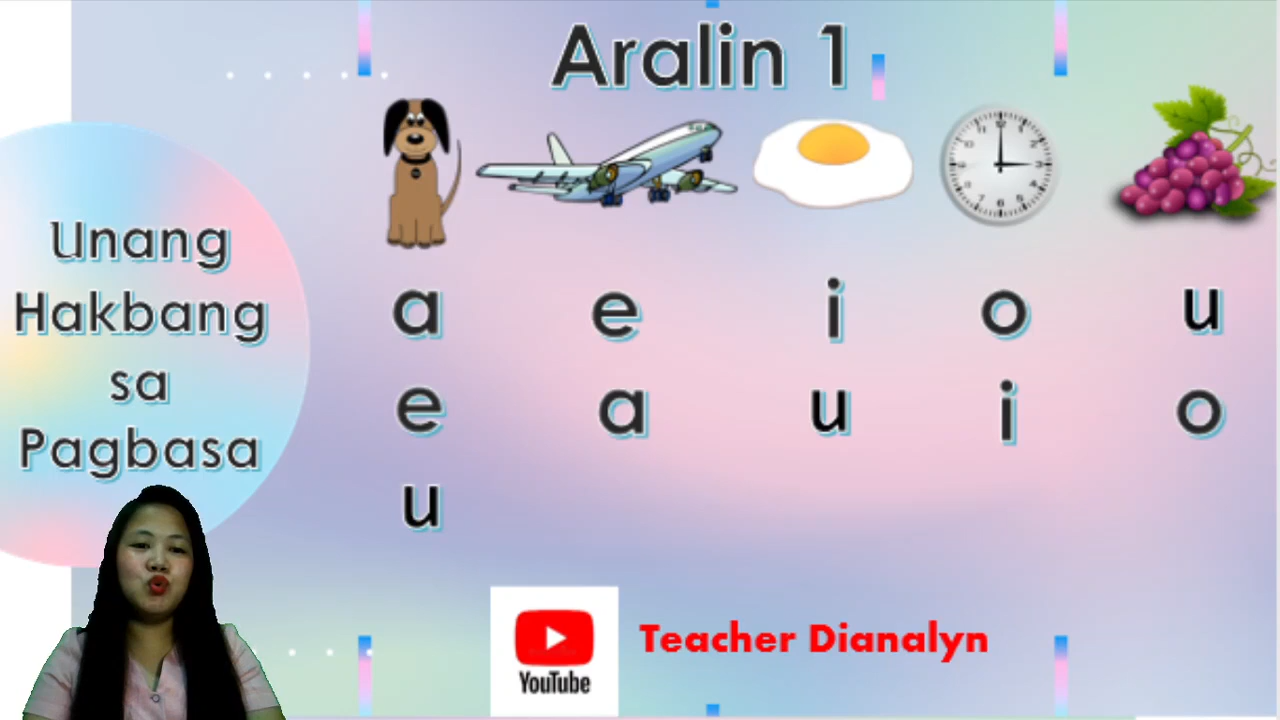 Aralin 1
Unang
Hakbang
sa
Pagbasa
a e i o u
e a u i o
u
YouTube
Teacher Dianalyn